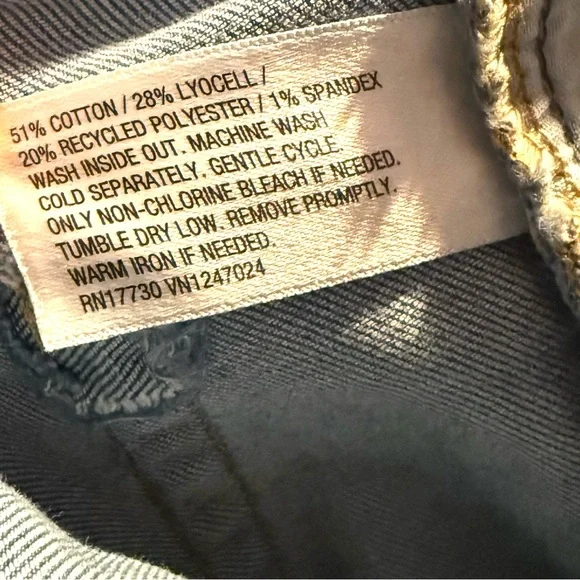 51% COTTON / 28% LYOCELL /
20% RECYCLED POLYESTER / 1% SPANDEX
WASH INSIDE OUT. MACHINE WASH
COLD SEPARATELY. GENTLE CYCLE.
ONLY NON-CHLORINE BLEACH IF NEEDED.
TUMBLE DRY LOW. REMOVE PROMPTLY.
WARM IRON IF NEEDED.
RN17730 VN1247024